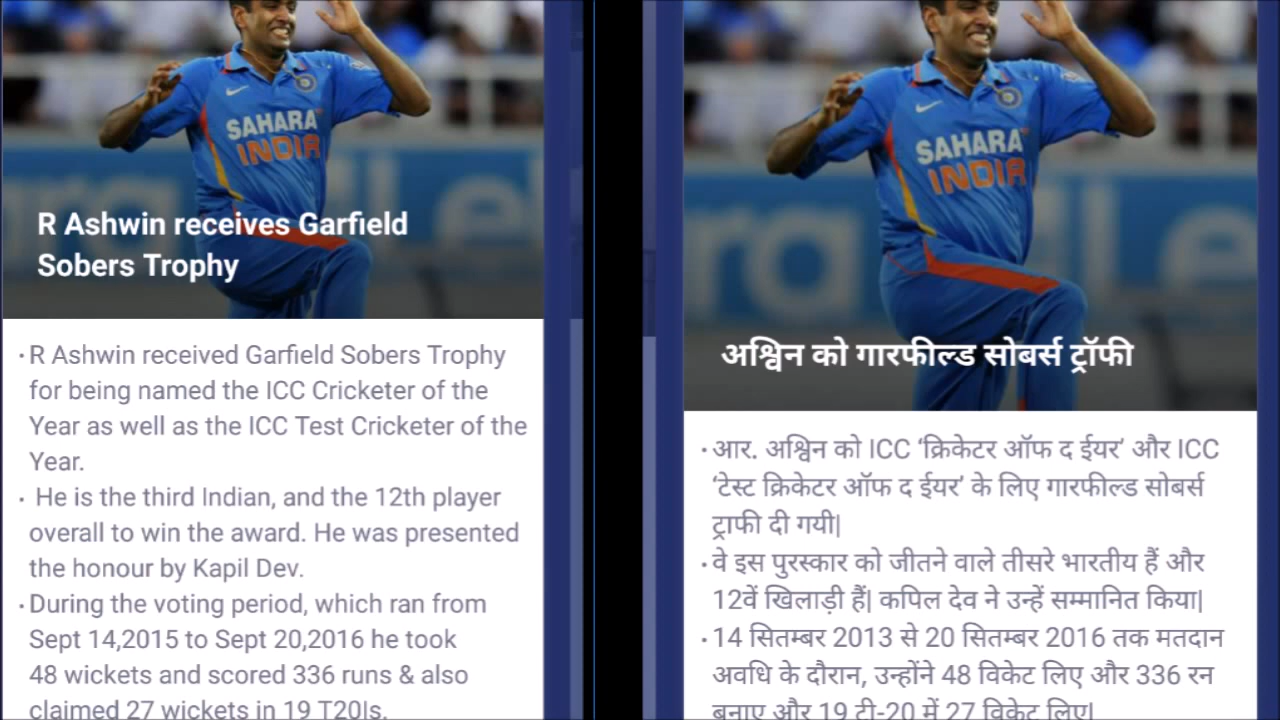 SAHARA
INDIA
R Ashwin receives Garfield
Sobers Trophy
· R Ashwin received Garfield Sobers Trophy
for being named the ICC Cricketer of the
Year as well as the ICC Test Cricketer of the
Year.
· He is the third Indian, and the 12th player
overall to win the award. He was presented
the honour by Kapil Dev.
· During the voting period, which ran from
Sept 14,2015 to Sept 20,2016 he took
48 wickets and scored 336 runs & also
claimed 27 wickets in 19 T20Is.
SAHARA
INDIA
अश्विन को गारफील्ड सोबर्स ट्रॉफी
· आर. अश्विन को ICC ‘क्रिकेटर ऑफ द ईयर’ और ICC
‘टेस्ट क्रिकेटर ऑफ द ईयर’ के लिए गारफील्ड सोबर्स
ट्राफी दी गयी|
· वे इस पुरस्कार को जीतने वाले तीसरे भारतीय हैं और
12वें खिलाड़ी हैं| कपिल देव ने उन्हें सम्मानित किया|
· 14 सितम्बर 2013 से 20 सितम्बर 2016 तक मतदान
अवधि के दौरान, उन्होंने 48 विकेट लिए और 336 रन
बनाए और 19 टी-20 में 27 विकेट लिए|